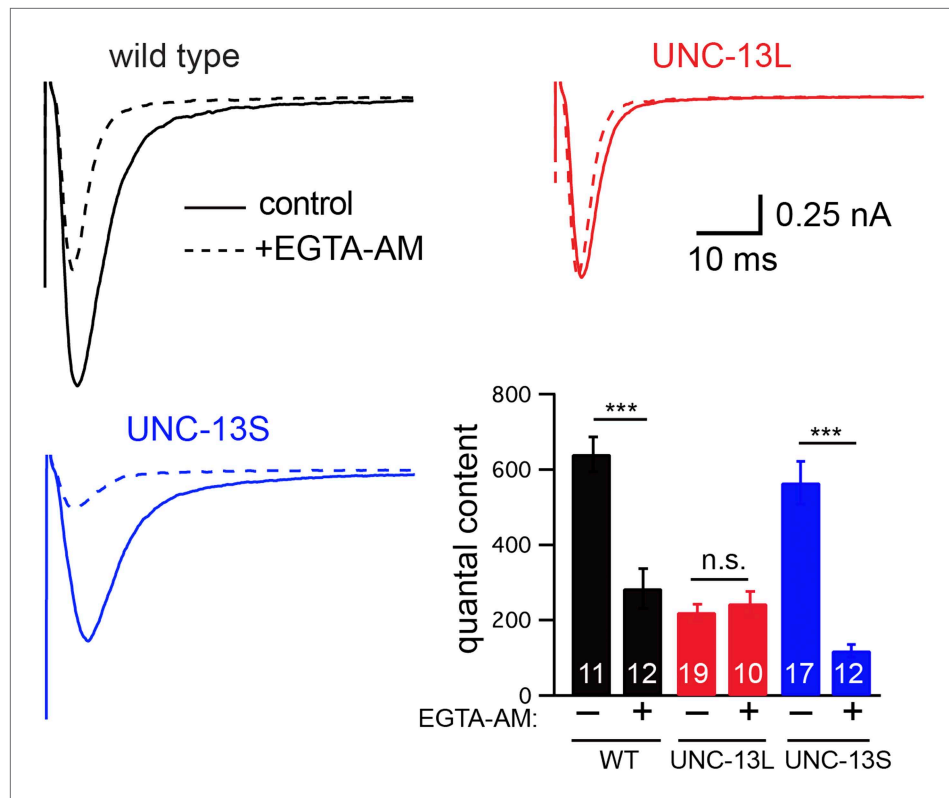 wild type
UNC-13L
control
+EGTA-AM
0.25 nA
10 ms
UNC-13S
quantal content
800
600
400
200
0
***
n.s.
***
11 12 19 10 17 12
EGTA-AM: – + – + – +
WT UNC-13L UNC-13S